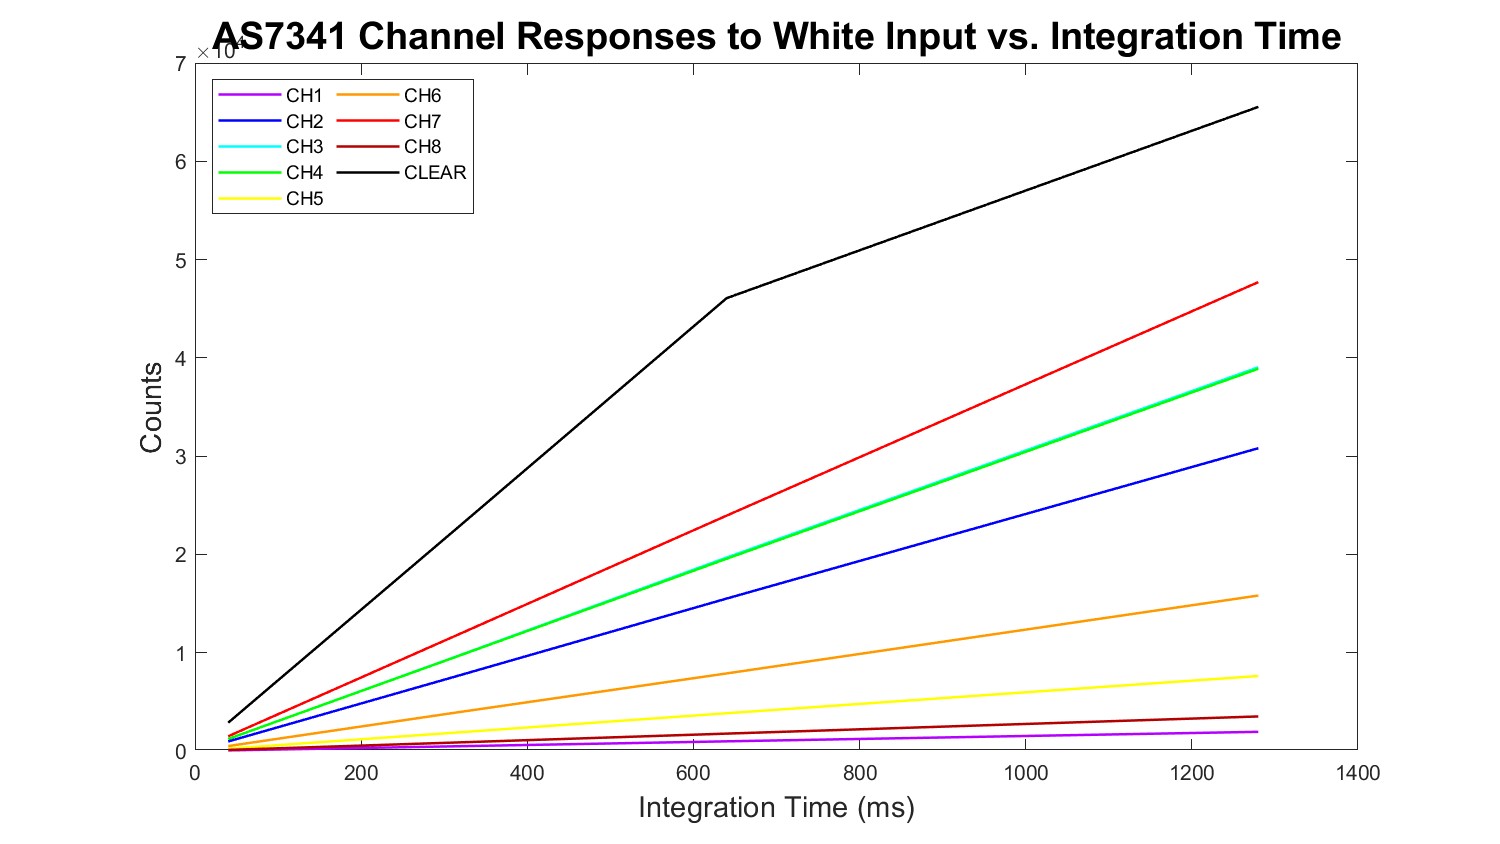 AS7341 Channel Responses to White Input vs. Integration Time
×10⁴
7
6
5
4
3
2
1
0
Counts
CH1
CH2
CH3
CH4
CH5
CH6
CH7
CH8
CLEAR
0 200 400 600 800 1000 1200 1400
Integration Time (ms)